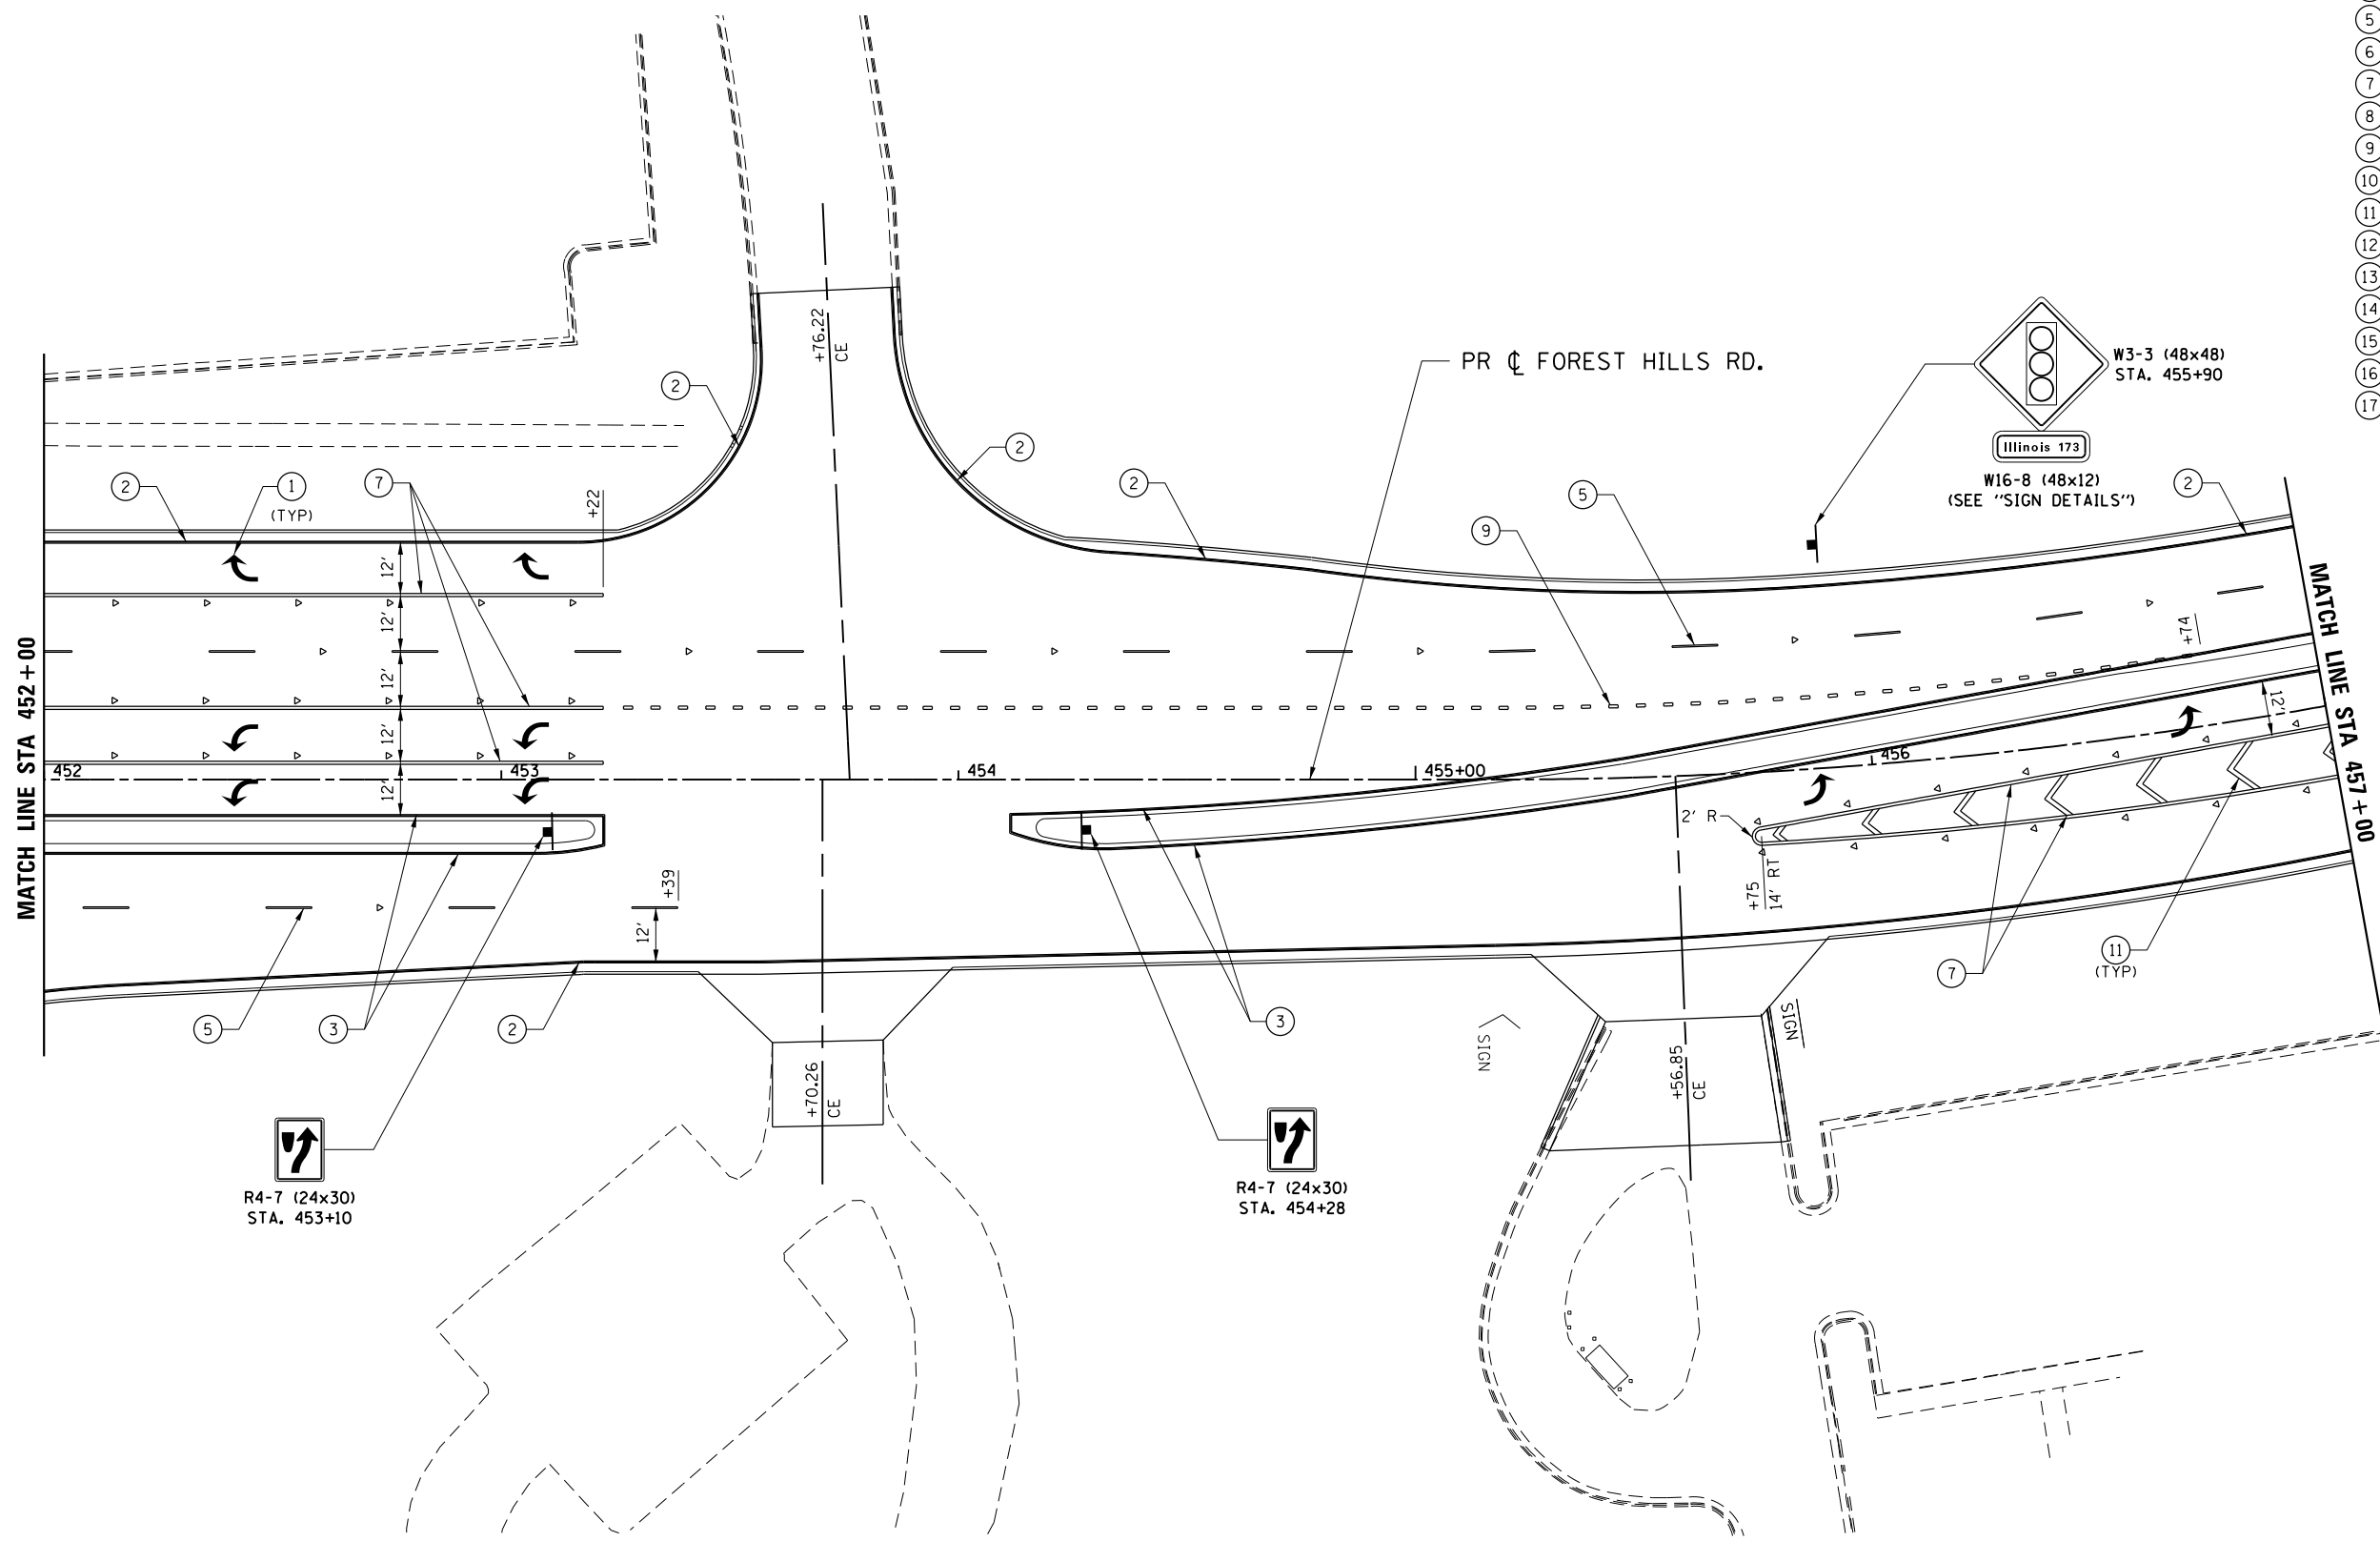 5
6
7
8
9
10
11
12
13
14
15
16
17
+76.22
CE
PR ℄ FOREST HILLS RD.
W3-3 (48x48)
STA. 455+90
Illinois 173
W16-8 (48x12)
(SEE "SIGN DETAILS")
2
2
2
1
(TYP)
7
+22
2
5
9
2
12'
12'
12'
12'
12'
+74
12'
MATCH LINE STA 452+00
MATCH LINE STA 457+00
452
453
454
455+00
456
2' R
+75
14' RT
+39
12'
5
3
2
3
7
11
(TYP)
SIGN
SIGN
+70.26
CE
+56.85
CE
R4-7 (24x30)
STA. 453+10
R4-7 (24x30)
STA. 454+28